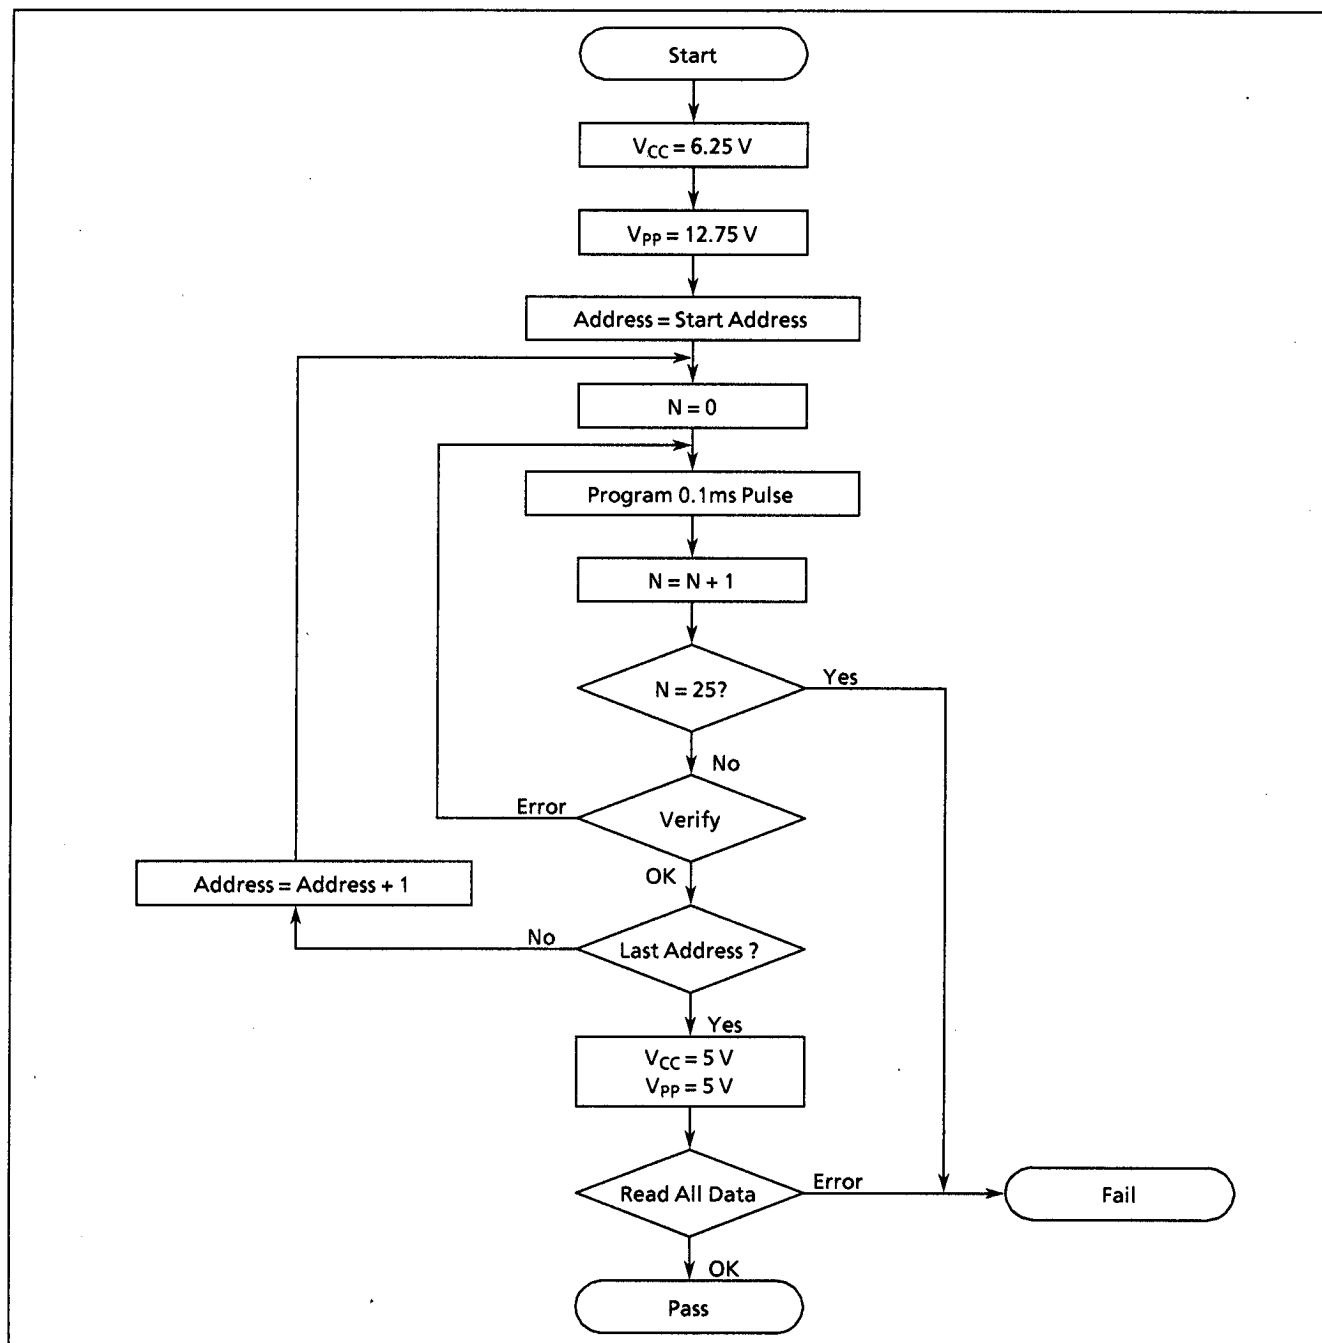 Start
VCC = 6.25 V
VPP = 12.75 V
Address = Start Address
N = 0
Program 0.1ms Pulse
N = N + 1
N = 25?
Yes
No
Error
Verify
Address = Address + 1
OK
No
Last Address ?
Yes
VCC = 5 V
VPP = 5 V
Read All Data
Error
Fail
OK
Pass